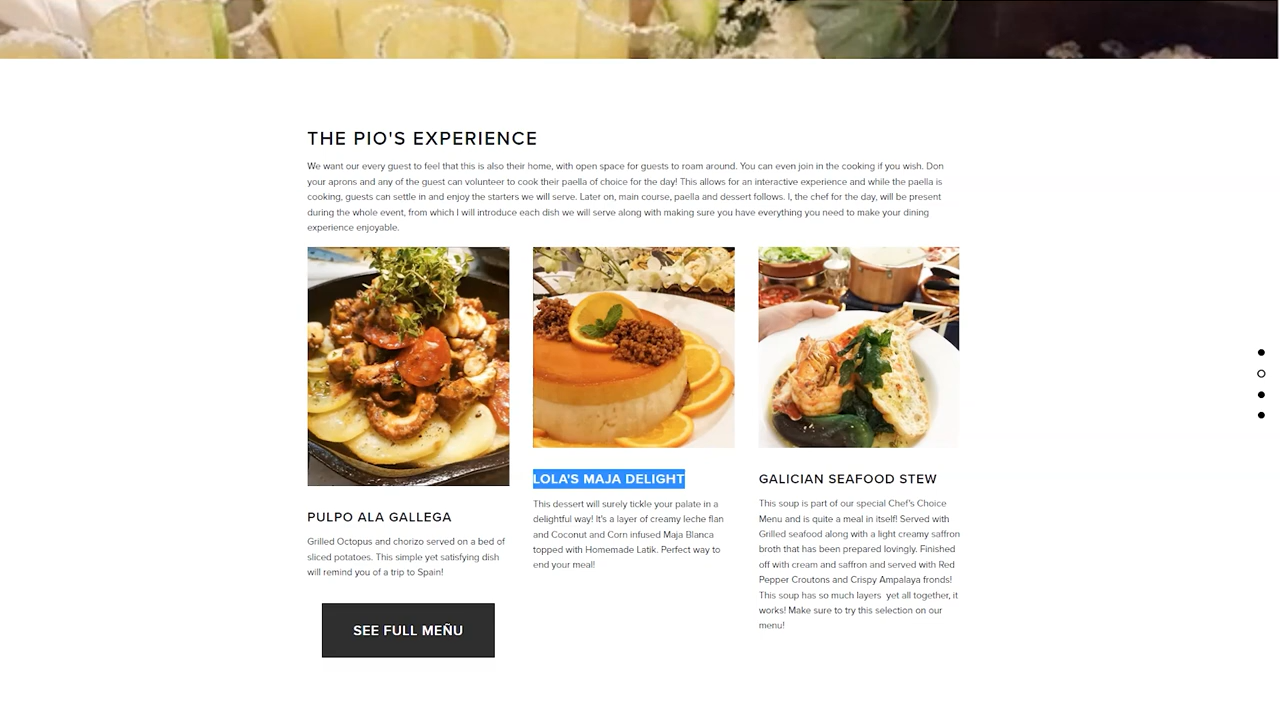 THE PIO'S EXPERIENCE
We want our every guest to feel that this is also their home, with open space for guests to roam around. You can even join in the cooking if you wish. Don
your aprons and any of the guest can volunteer to cook their paella of choice for the day! This allows for an interactive experience and while the paella is
cooking, guests can settle in and enjoy the starters we will serve. Later on, main course, paella and dessert follows. I, the chef for the day, will be present
during the whole event, from which I will introduce each dish we will serve along with making sure you have everything you need to make your dining
experience enjoyable.
PULPO ALA GALLEGA
Grilled Octopus and chorizo served on a bed of
sliced potatoes. This simple yet satisfying dish
will remind you of a trip to Spain!
SEE FULL MEÑU
LOLA'S MAJA DELIGHT
This dessert will surely tickle your palate in a
delightful way! It's a layer of creamy leche flan
and Coconut and Corn infused Maja Blanca
topped with Homemade Latik. Perfect way to
end your meal!
GALICIAN SEAFOOD STEW
This soup is part of our special Chef's Choice
Menu and is quite a meal in itself! Served with
Grilled seafood along with a light creamy saffron
broth that has been prepared lovingly. Finished
off with cream and saffron and served with Red
Pepper Croutons and Crispy Ampalaya fronds!
This soup has so much layers yet all together, it
works! Make sure to try this selection on our
menu!